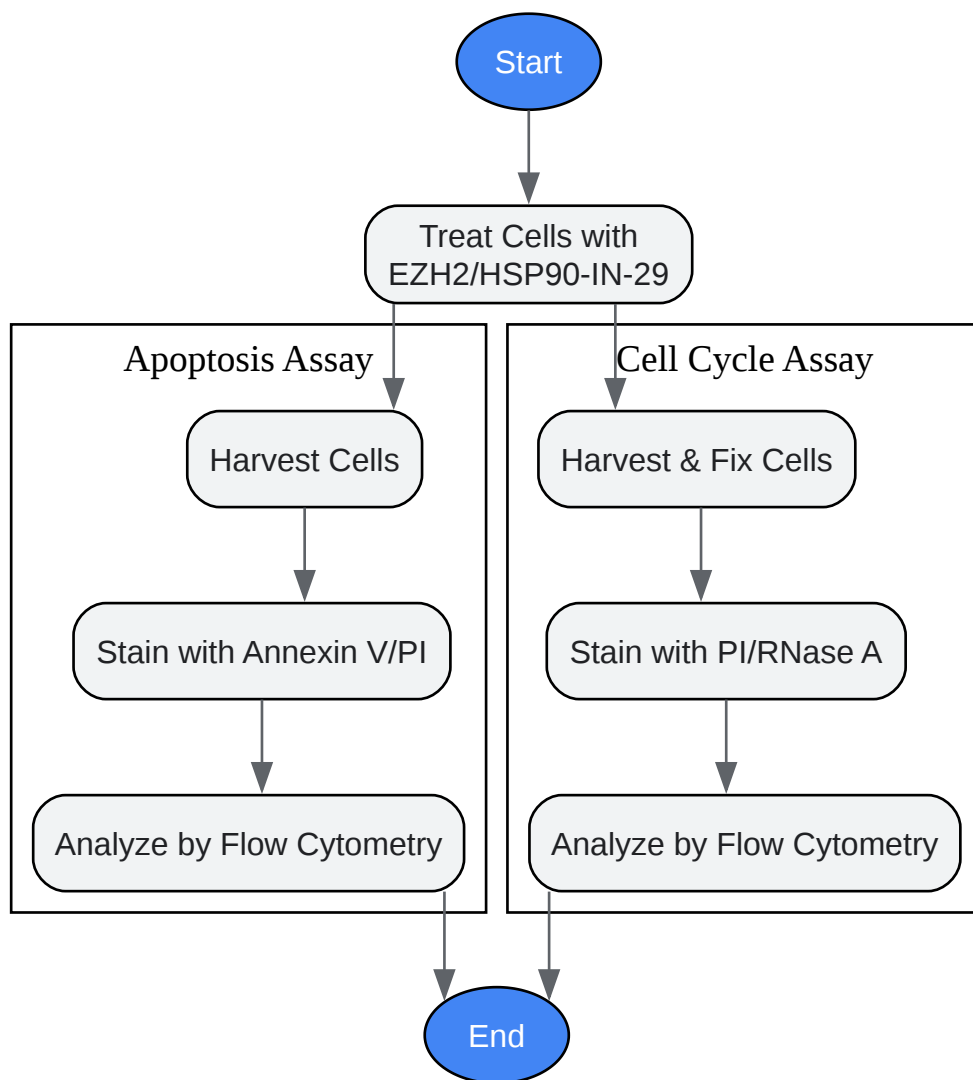 Start
Treat Cells with
EZH2/HSP90-IN-29
Apoptosis Assay
Harvest Cells
Stain with Annexin V/PI
Analyze by Flow Cytometry
Cell Cycle Assay
Harvest & Fix Cells
Stain with PI/RNase A
Analyze by Flow Cytometry
End